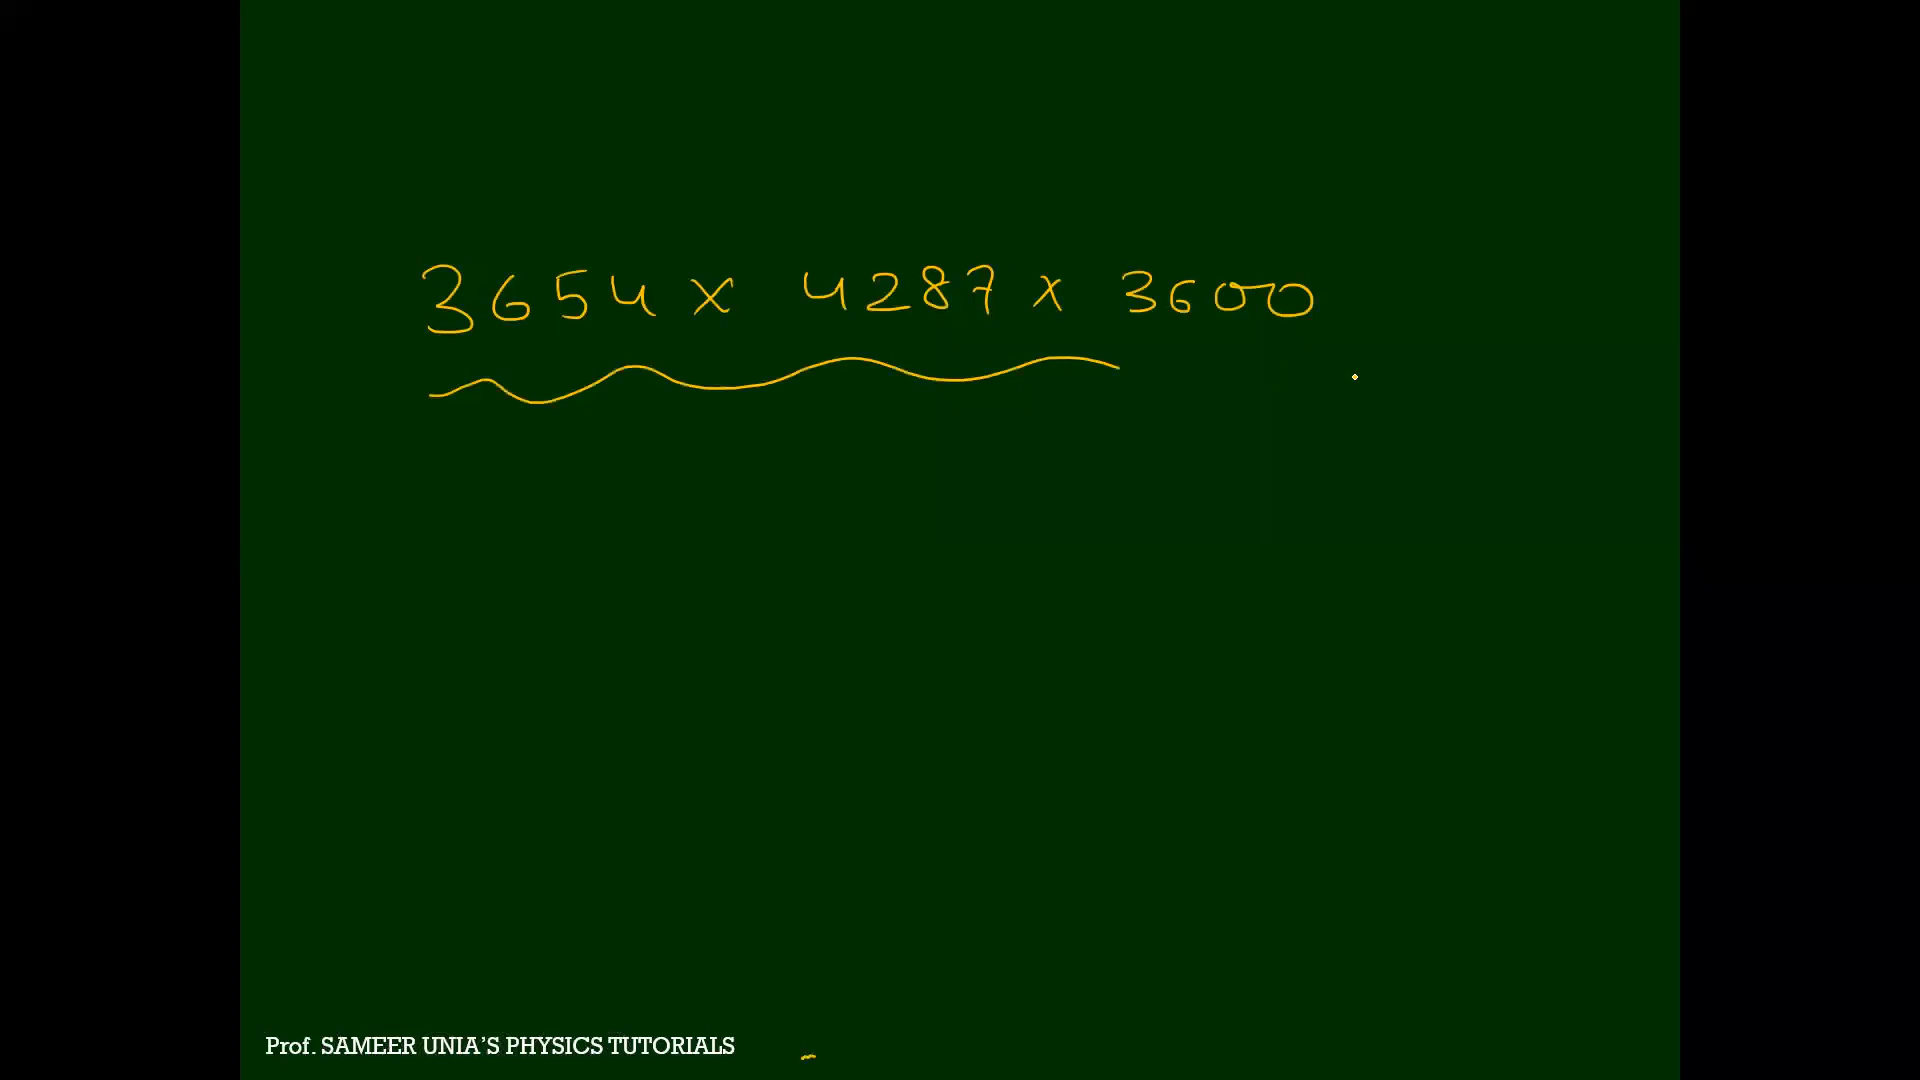 3654 x 4287 x 3600
Prof. SAMEER UNIA’S PHYSICS TUTORIALS